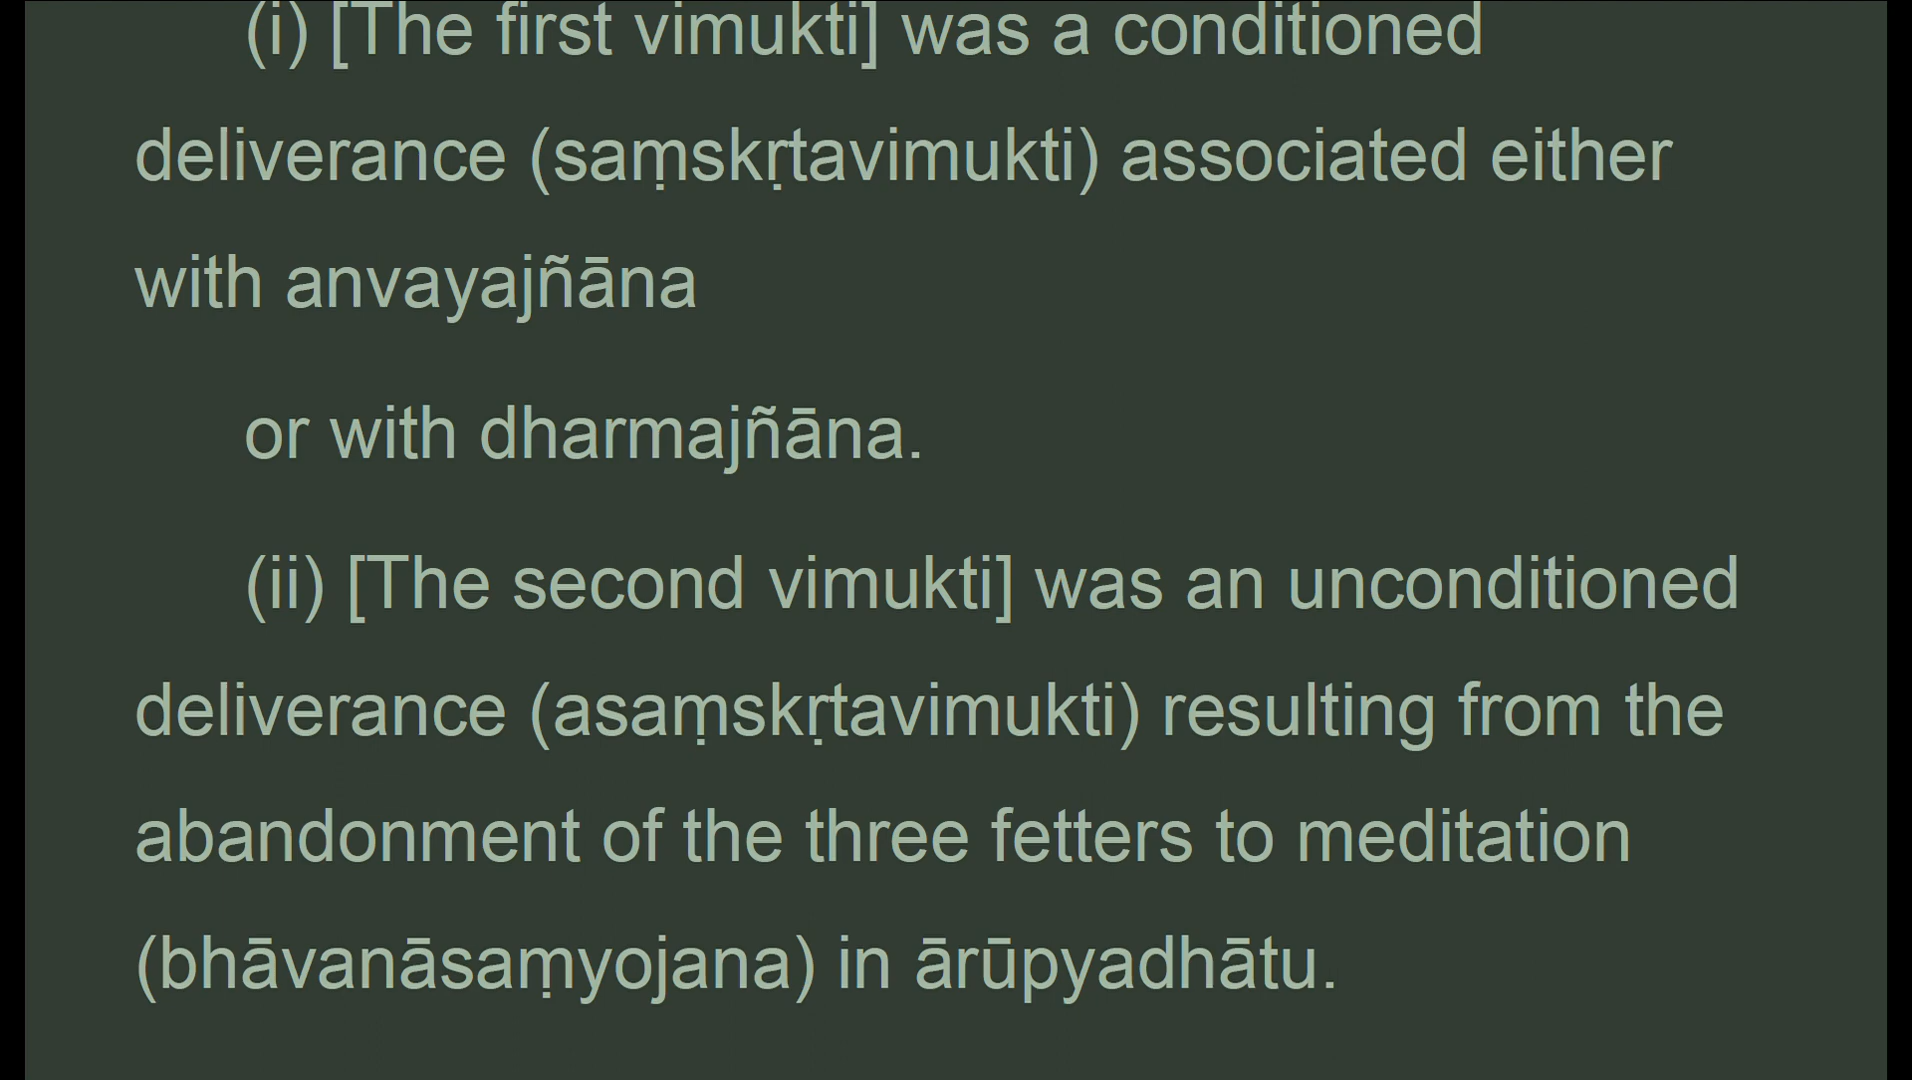 (i) [The first vimukti] was a conditioned
deliverance (saṃskṛtavimukti) associated either
with anvayajñāna
or with dharmajñāna.
(ii) [The second vimukti] was an unconditioned
deliverance (asaṃskṛtavimukti) resulting from the
abandonment of the three fetters to meditation
(bhāvanāsaṃyojana) in ārūpyadhātu.